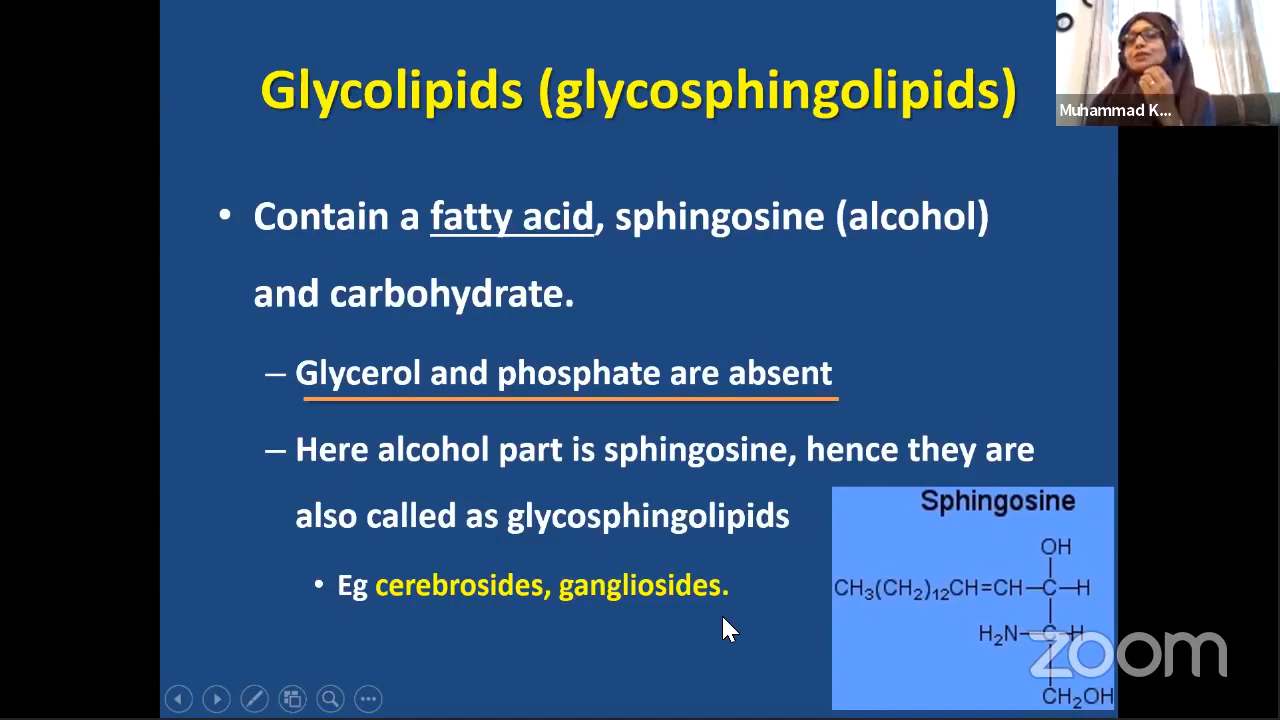 Glycolipids (glycosphingolipids)
Muhammad K...
• Contain a fatty acid, sphingosine (alcohol)
and carbohydrate.
– Glycerol and phosphate are absent
– Here alcohol part is sphingosine, hence they are
also called as glycosphingolipids
• Eg cerebrosides, gangliosides.
Sphingosine
OH
CH₃(CH₂)₁₂CH=CH–C–H
H₂N–C–H
CH₂OH
zoom